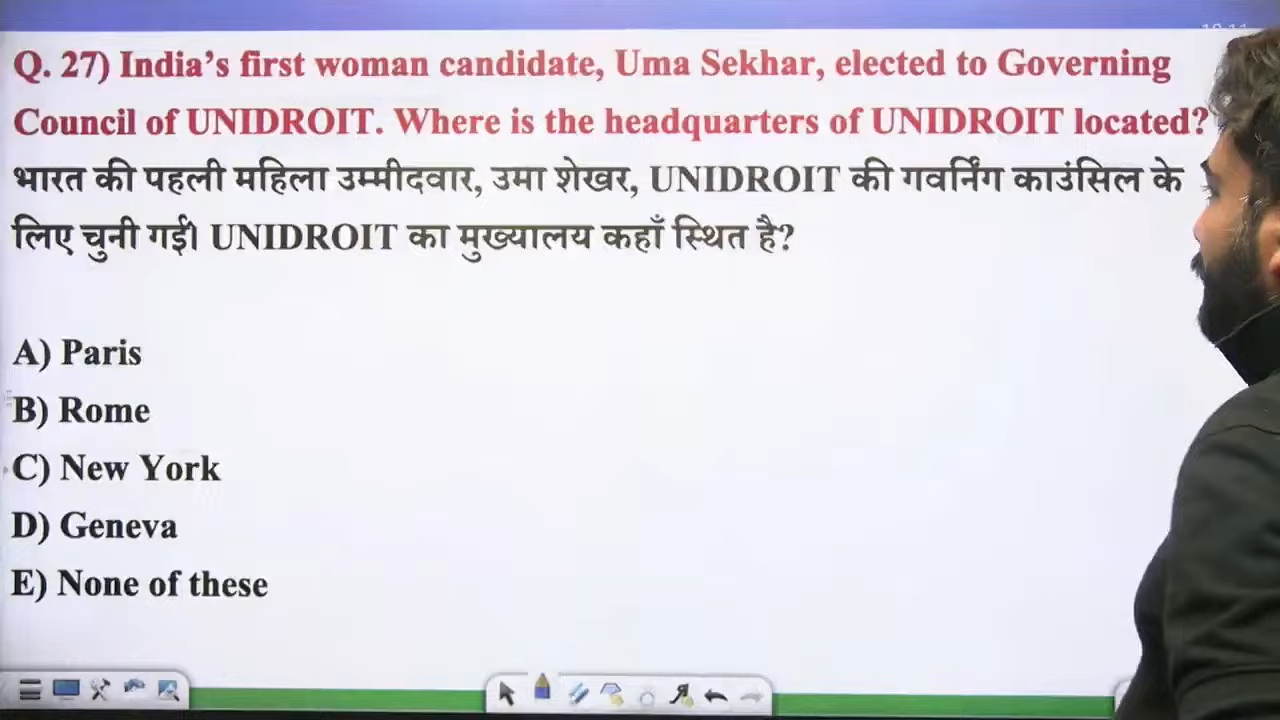 Q. 27) India’s first woman candidate, Uma Sekhar, elected to Governing
Council of UNIDROIT. Where is the headquarters of UNIDROIT located?
भारत की पहली महिला उम्मीदवार, उमा शेखर, UNIDROIT की गवर्निंग काउंसिल के
लिए चुनी गईं। UNIDROIT का मुख्यालय कहाँ स्थित है?
A) Paris
B) Rome
C) New York
D) Geneva
E) None of these